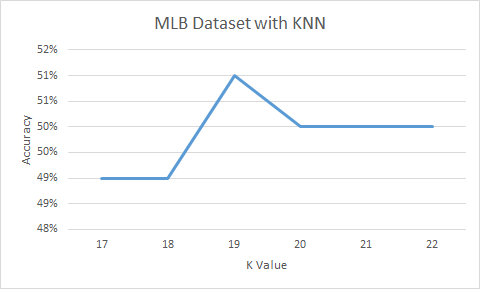 MLB Dataset with KNN
52%
51%
51%
50%
50%
49%
49%
48%
Accuracy
17 18 19 20 21 22
K Value